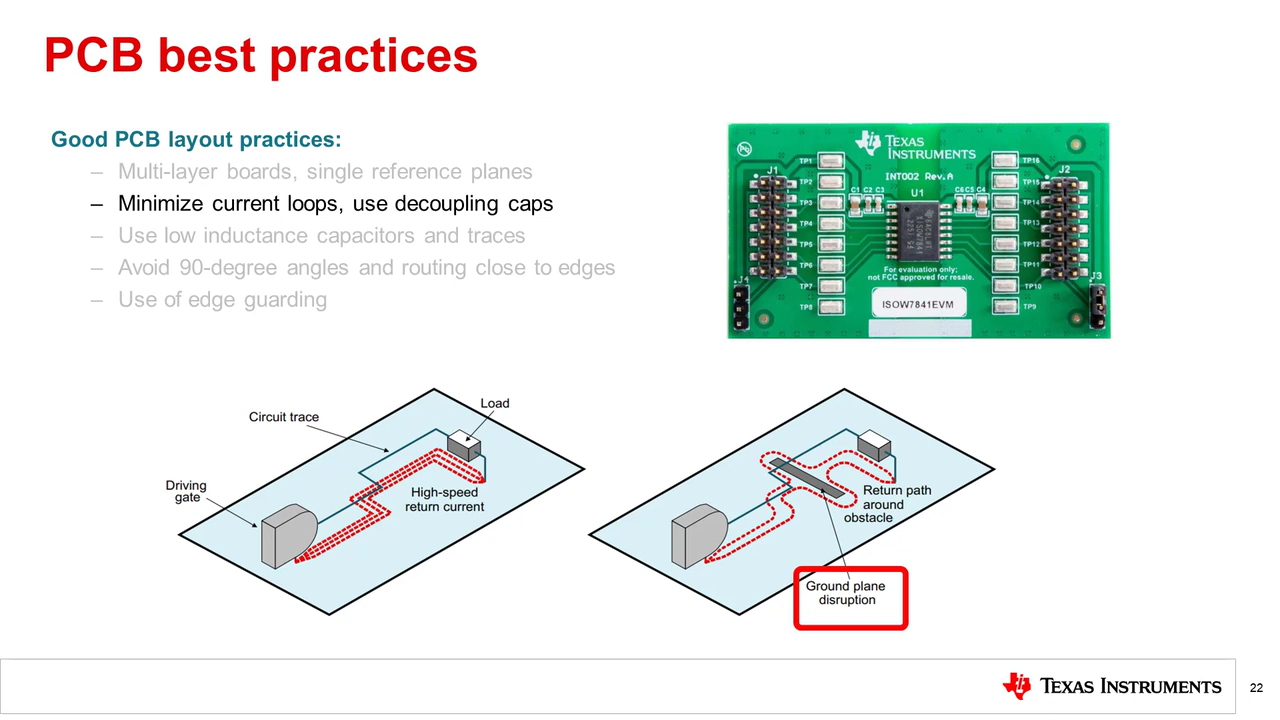 PCB best practices
Good PCB layout practices:
– Multi-layer boards, single reference planes
– Minimize current loops, use decoupling caps
– Use low inductance capacitors and traces
– Avoid 90-degree angles and routing close to edges
– Use of edge guarding
TEXAS
INSTRUMENTS
INT002 Rev.A
U1
J1
J2
J3
J4
TP1
TP2
TP3
TP4
TP5
TP6
TP7
TP8
C1 C2 C3
C6 C5 C4
TP16
TP15
TP14
TP13
TP12
TP11
TP10
TP9
For evaluation only;
not FCC approved for resale.
ISOW7841EVM
Circuit trace
Load
Driving
gate
High-speed
return current
Return path
around
obstacle
Ground plane
disruption
TEXAS INSTRUMENTS
22